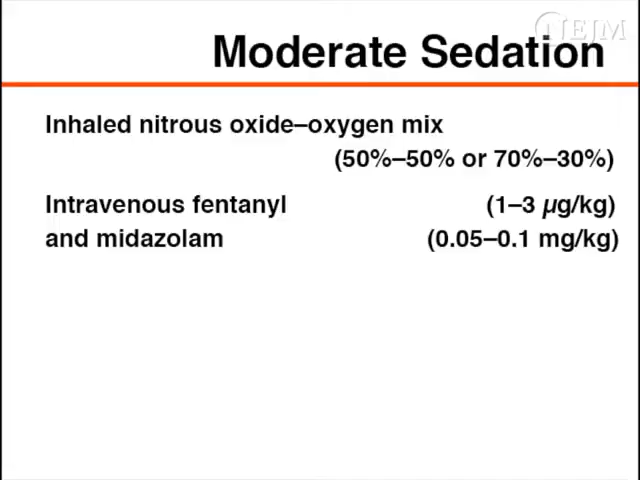 NEJM
Moderate Sedation
Inhaled nitrous oxide–oxygen mix
(50%–50% or 70%–30%)
Intravenous fentanyl (1–3 µg/kg)
and midazolam (0.05–0.1 mg/kg)